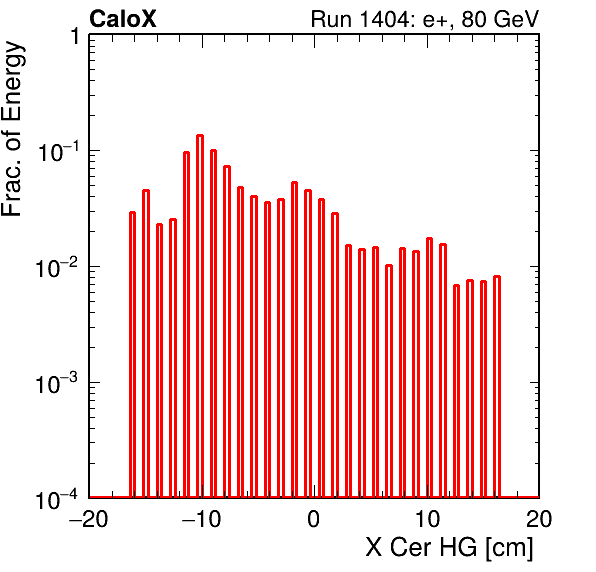 CaloX Run 1404: e+, 80 GeV
Frac. of Energy
1
10⁻¹
10⁻²
10⁻³
10⁻⁴
−20 −10 0 10 20
X Cer HG [cm]